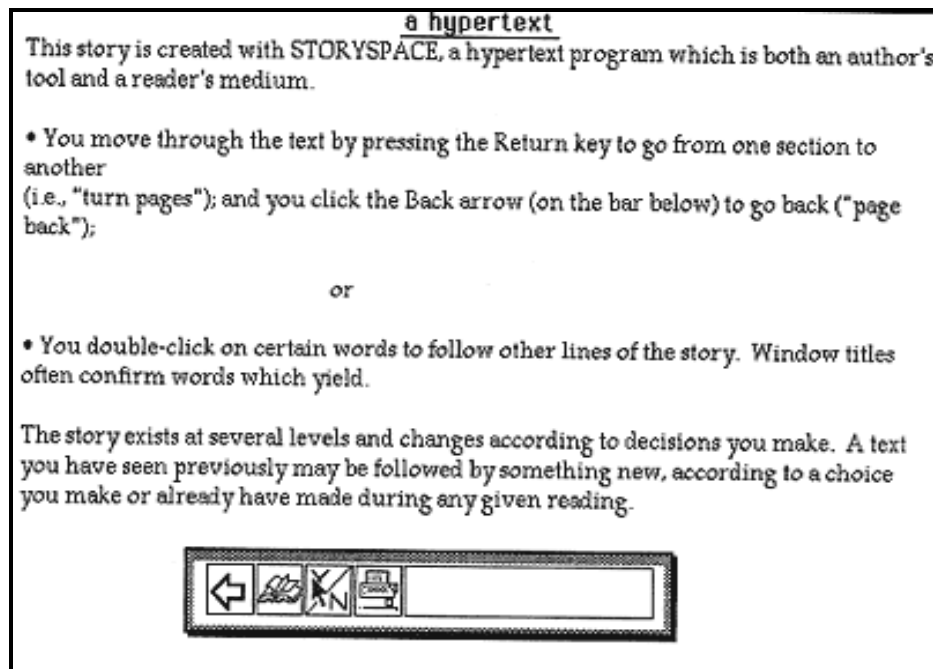 a hypertext
This story is created with STORYSPACE, a hypertext program which is both an author's
tool and a reader's medium.
• You move through the text by pressing the Return key to go from one section to
another
(i.e., "turn pages"); and you click the Back arrow (on the bar below) to go back ("page
back");
or
• You double-click on certain words to follow other lines of the story. Window titles
often confirm words which yield.
The story exists at several levels and changes according to decisions you make. A text
you have seen previously may be followed by something new, according to a choice
you make or already have made during any given reading.
Y
N